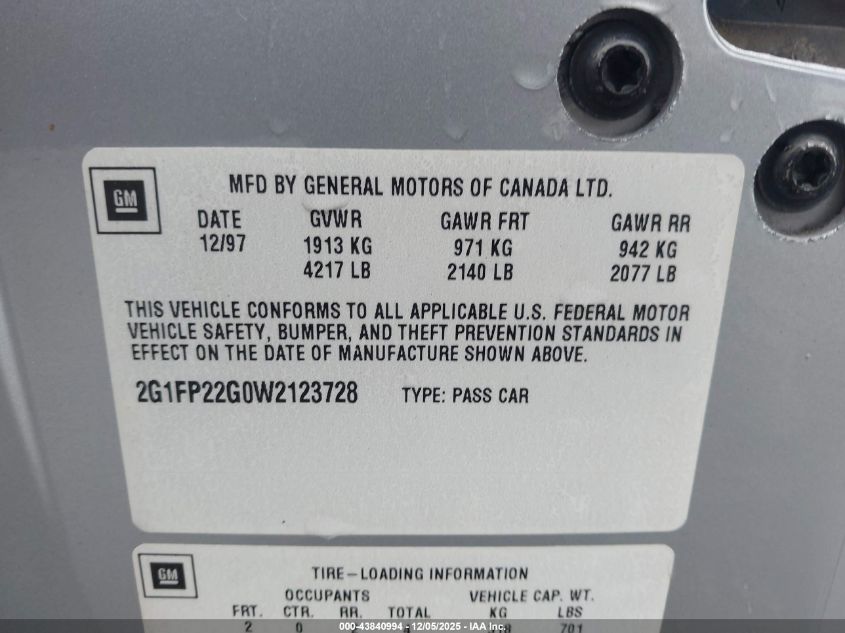 GM
MFD BY GENERAL MOTORS OF CANADA LTD.
DATE GVWR GAWR FRT GAWR RR
12/97 1913 KG 971 KG 942 KG
4217 LB 2140 LB 2077 LB
THIS VEHICLE CONFORMS TO ALL APPLICABLE U.S. FEDERAL MOTOR
VEHICLE SAFETY, BUMPER, AND THEFT PREVENTION STANDARDS IN
EFFECT ON THE DATE OF MANUFACTURE SHOWN ABOVE.
2G1FP22G0W2123728 TYPE: PASS CAR
GM
TIRE-LOADING INFORMATION
OCCUPANTS VEHICLE CAP. WT.
FRT. CTR. RR. TOTAL KG LBS
2 0 701
000-43840994 - 12/05/2025 - IAA Inc.